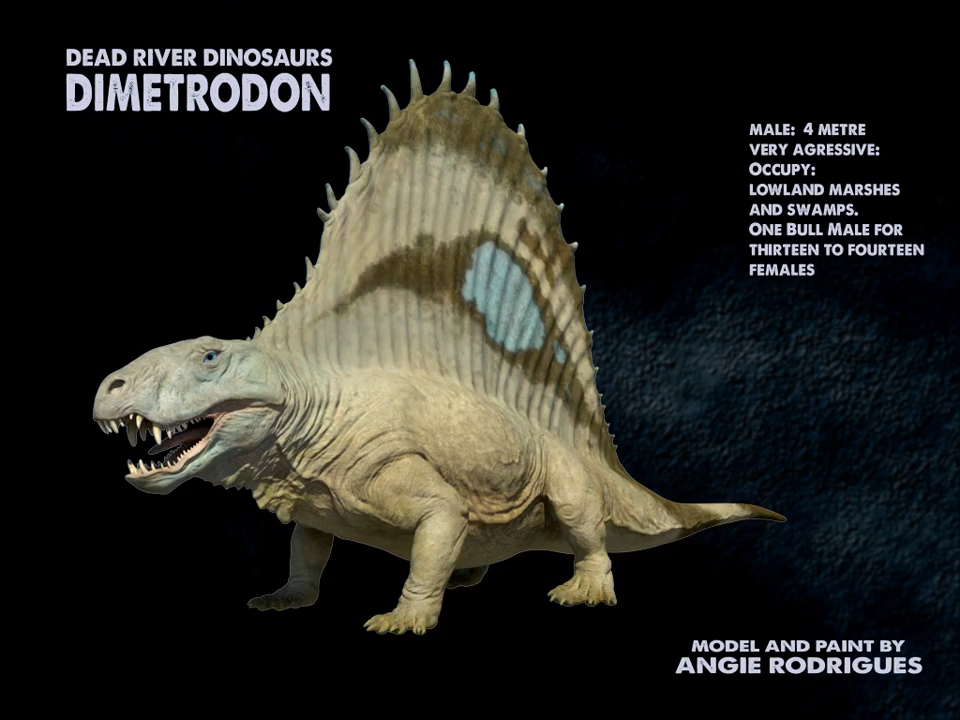 DEAD RIVER DINOSAURS
DIMETRODON
MALE: 4 METRE
VERY AGRESSIVE:
OCCUPY:
LOWLAND MARSHES
AND SWAMPS.
ONE BULL MALE FOR
THIRTEEN TO FOURTEEN
FEMALES
MODEL AND PAINT BY
ANGIE RODRIGUES